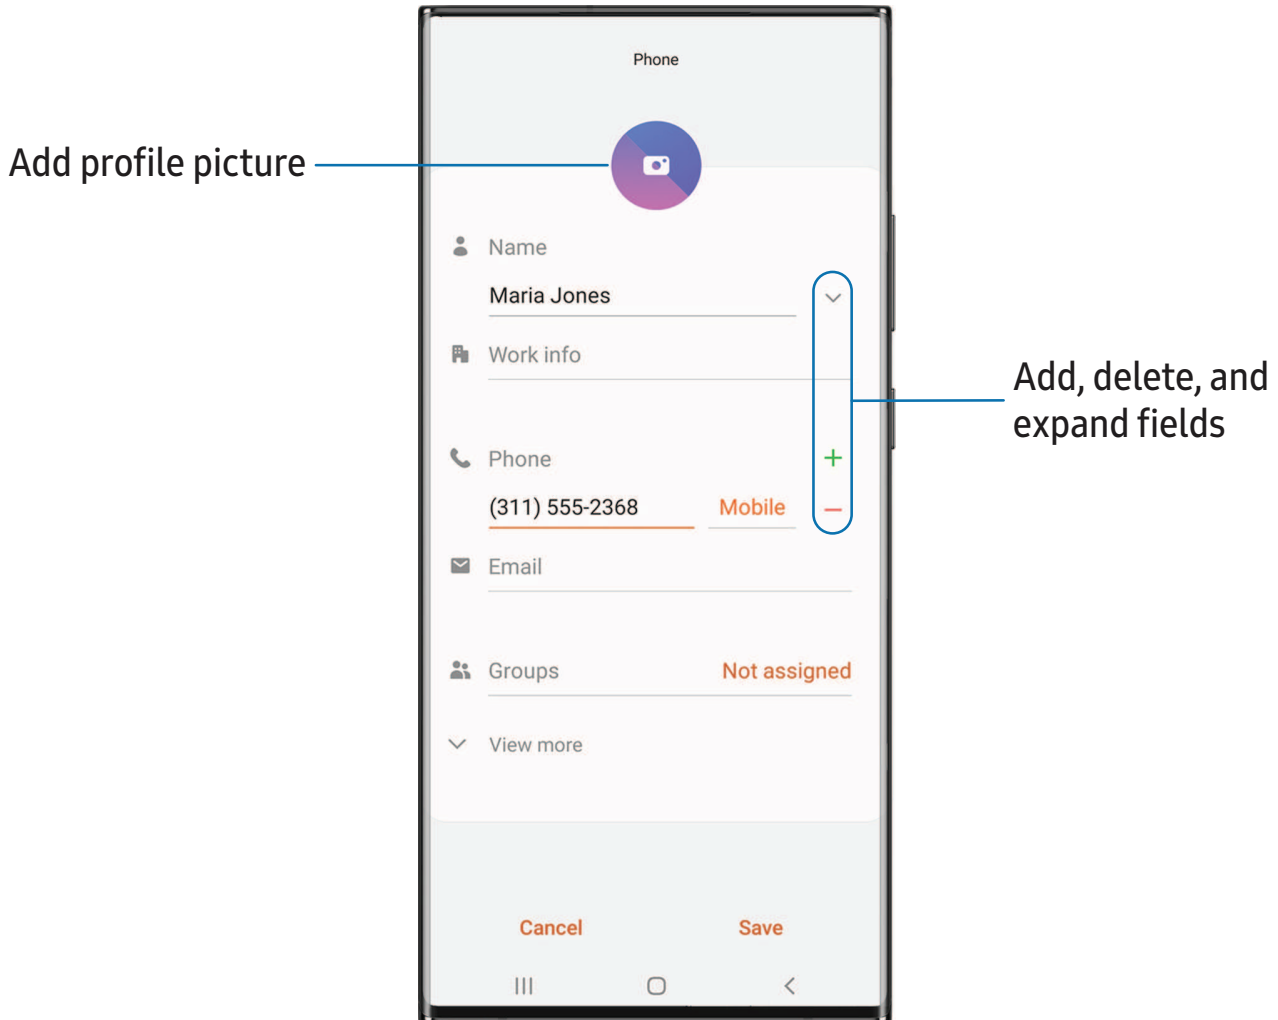 Phone
Add profile picture
Name
Maria Jones
Work info
Add, delete, and
expand fields
Phone
(311) 555-2368 Mobile
Email
Groups Not assigned
View more
Cancel Save